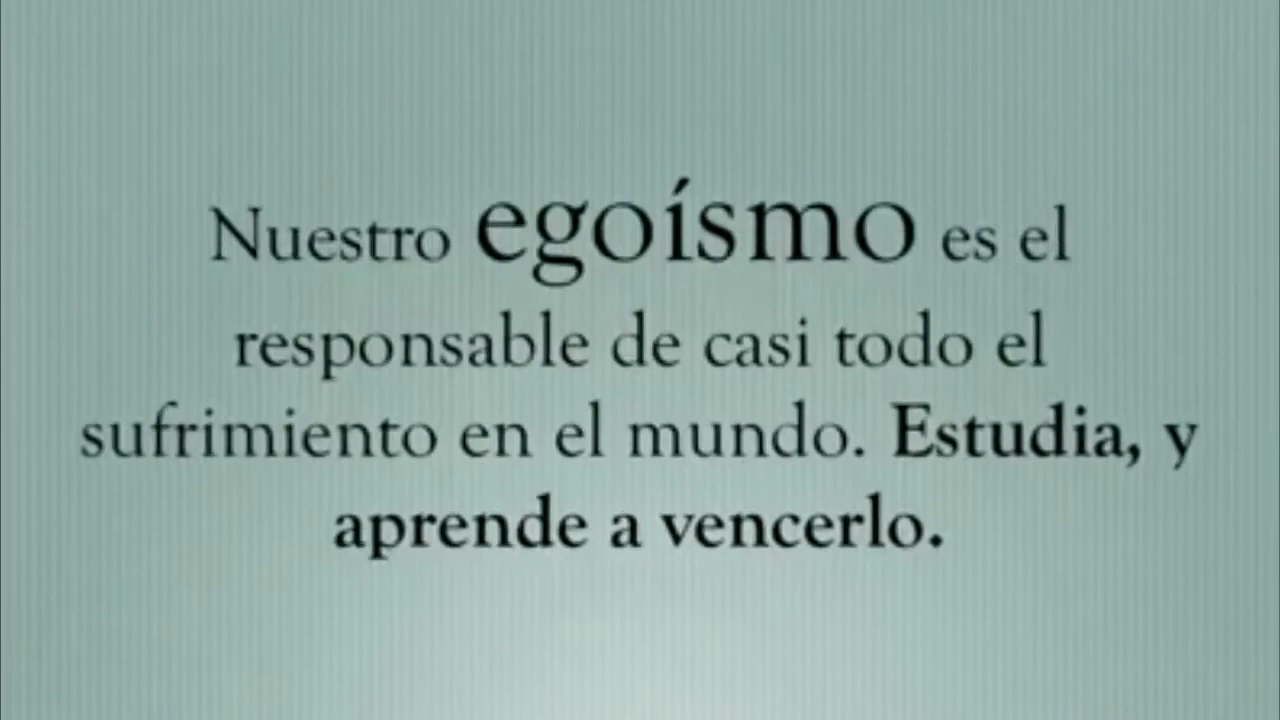 Nuestro egoísmo es el
responsable de casi todo el
sufrimiento en el mundo. Estudia, y
aprende a vencerlo.